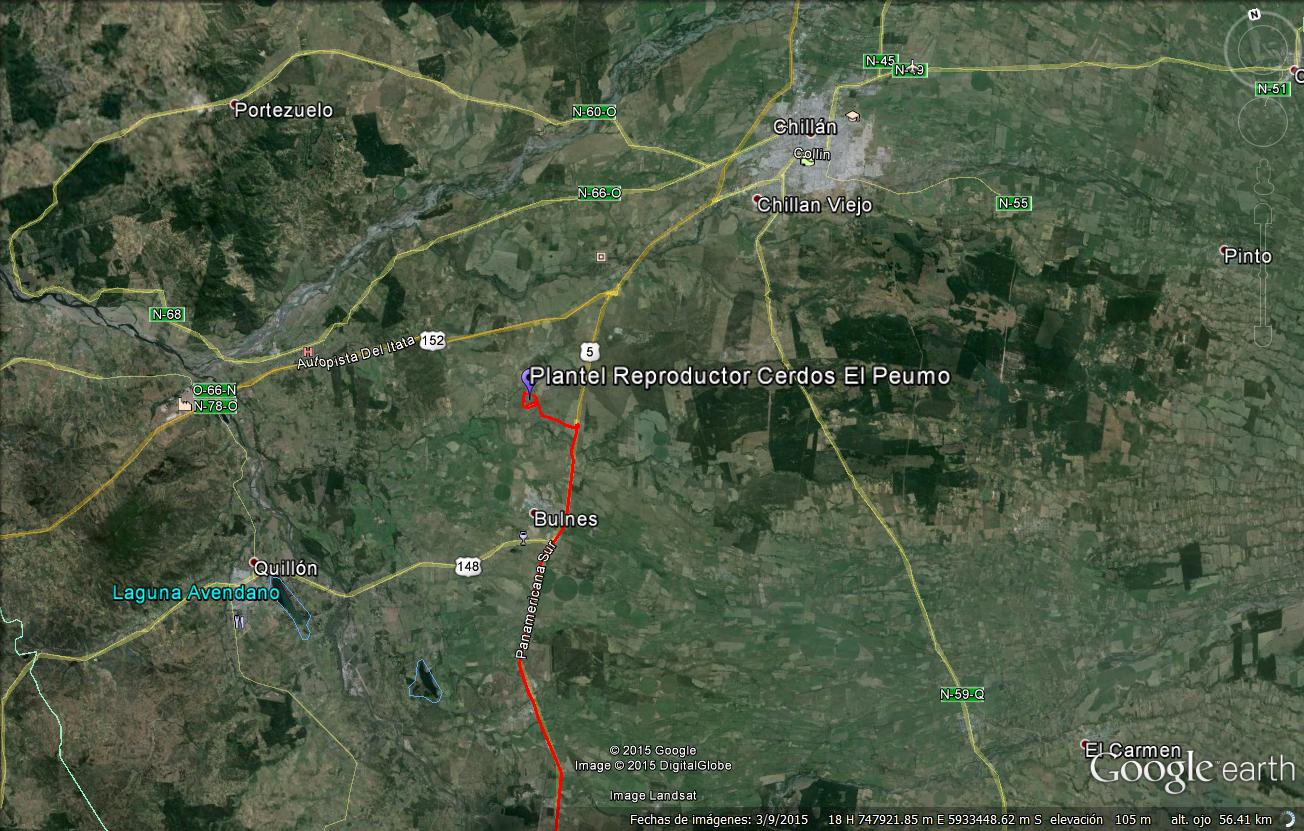 N
N-45
N-49
N-51
Portezuelo
N-60-O
Chillán
Collin
N-66-O
Chillan Viejo
N-55
Pinto
N-68
H
Autopista Del Itata
152
5
Plantel Reproductor Cerdos El Peumo
O-66-N
N-78-O
Bulnes
148
Quillón
Laguna Avendano
Panamericana Sur
N-59-Q
El Carmen
© 2015 Google
Image © 2015 DigitalGlobe
Image Landsat
Google earth
Fechas de imágenes: 3/9/2015 18 H 747921.85 m E 5933448.62 m S elevación 105 m alt. ojo 56.41 km